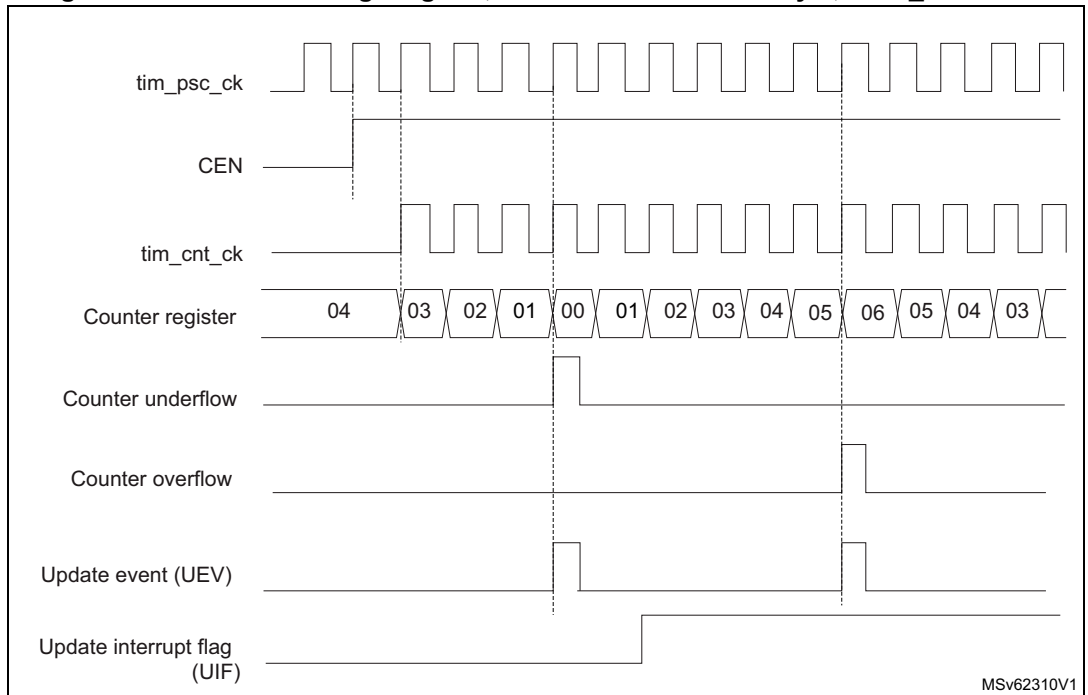 tim_psc_ck
CEN
tim_cnt_ck
Counter register 04 03 02 01 00 01 02 03 04 05 06 05 04 03
Counter underflow
Counter overflow
Update event (UEV)
Update interrupt flag
(UIF)
MSv62310V1